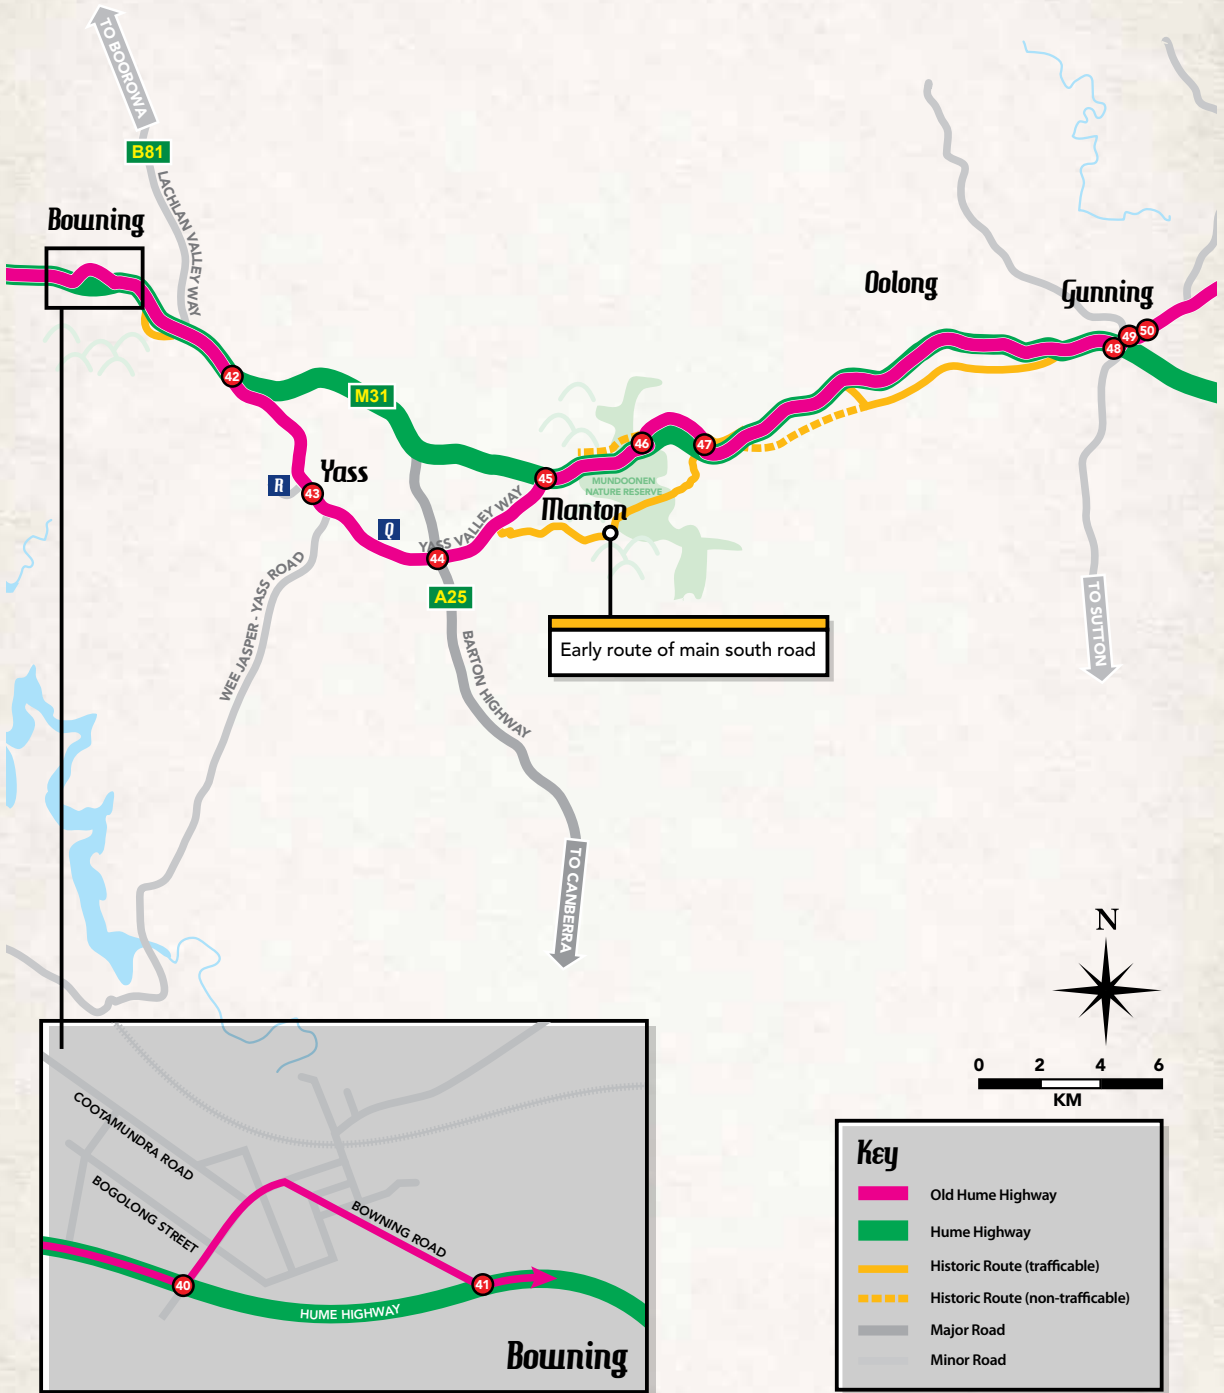 TO BOOROWA
B81
LACHLAN VALLEY WAY
Bowning
Oolong
Gunning
42
M31
49
50
48
46
47
R
Yass
43
45
MUNDOONEN
NATURE RESERVE
Manton
Q
YASS VALLEY WAY
44
A25
WEE JASPER - YASS ROAD
BARTON HIGHWAY
Early route of main south road
TO SUTTON
TO CANBERRA
N
0 2 4 6
KM
COOTAMUNDRA ROAD
BOGOLONG STREET
BOWNING ROAD
40
41
HUME HIGHWAY
Bowning
Key
Old Hume Highway
Hume Highway
Historic Route (trafficable)
Historic Route (non-trafficable)
Major Road
Minor Road